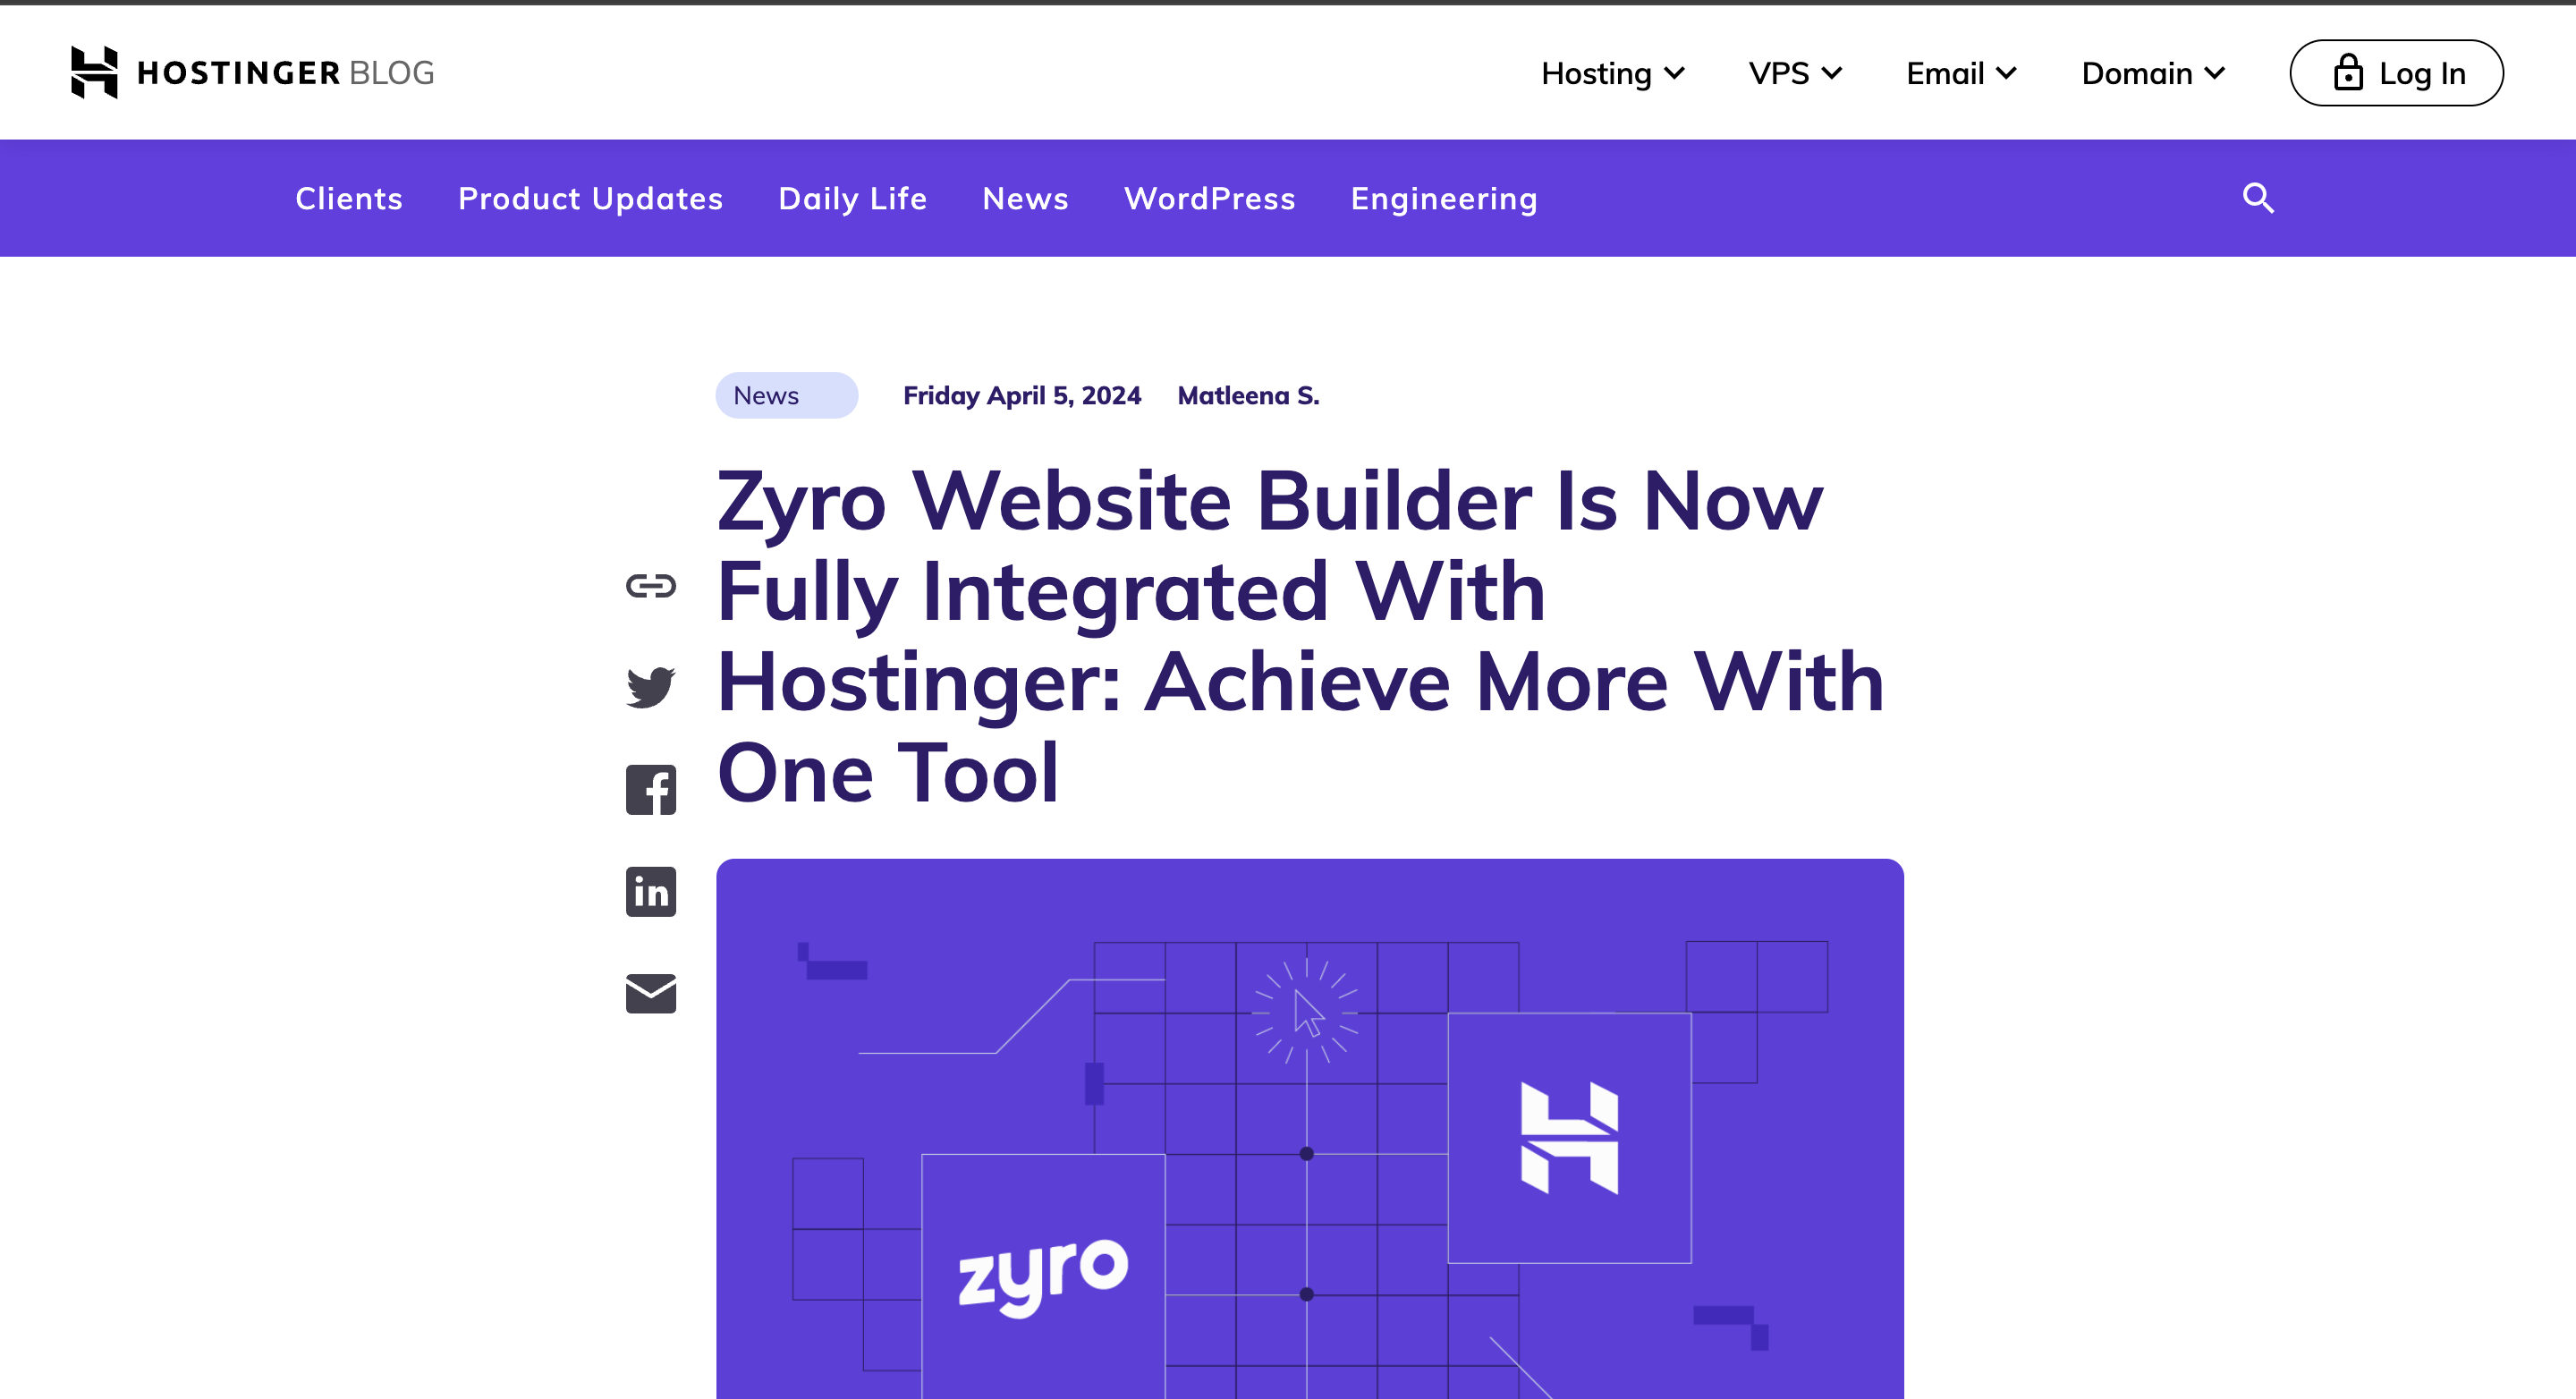 HOSTINGER BLOG
Hosting
VPS
Email
Domain
Log In
Clients
Product Updates
Daily Life
News
WordPress
Engineering
News
Friday April 5, 2024
Matleena S.
Zyro Website Builder Is Now
Fully Integrated With
Hostinger: Achieve More With
One Tool
zyro